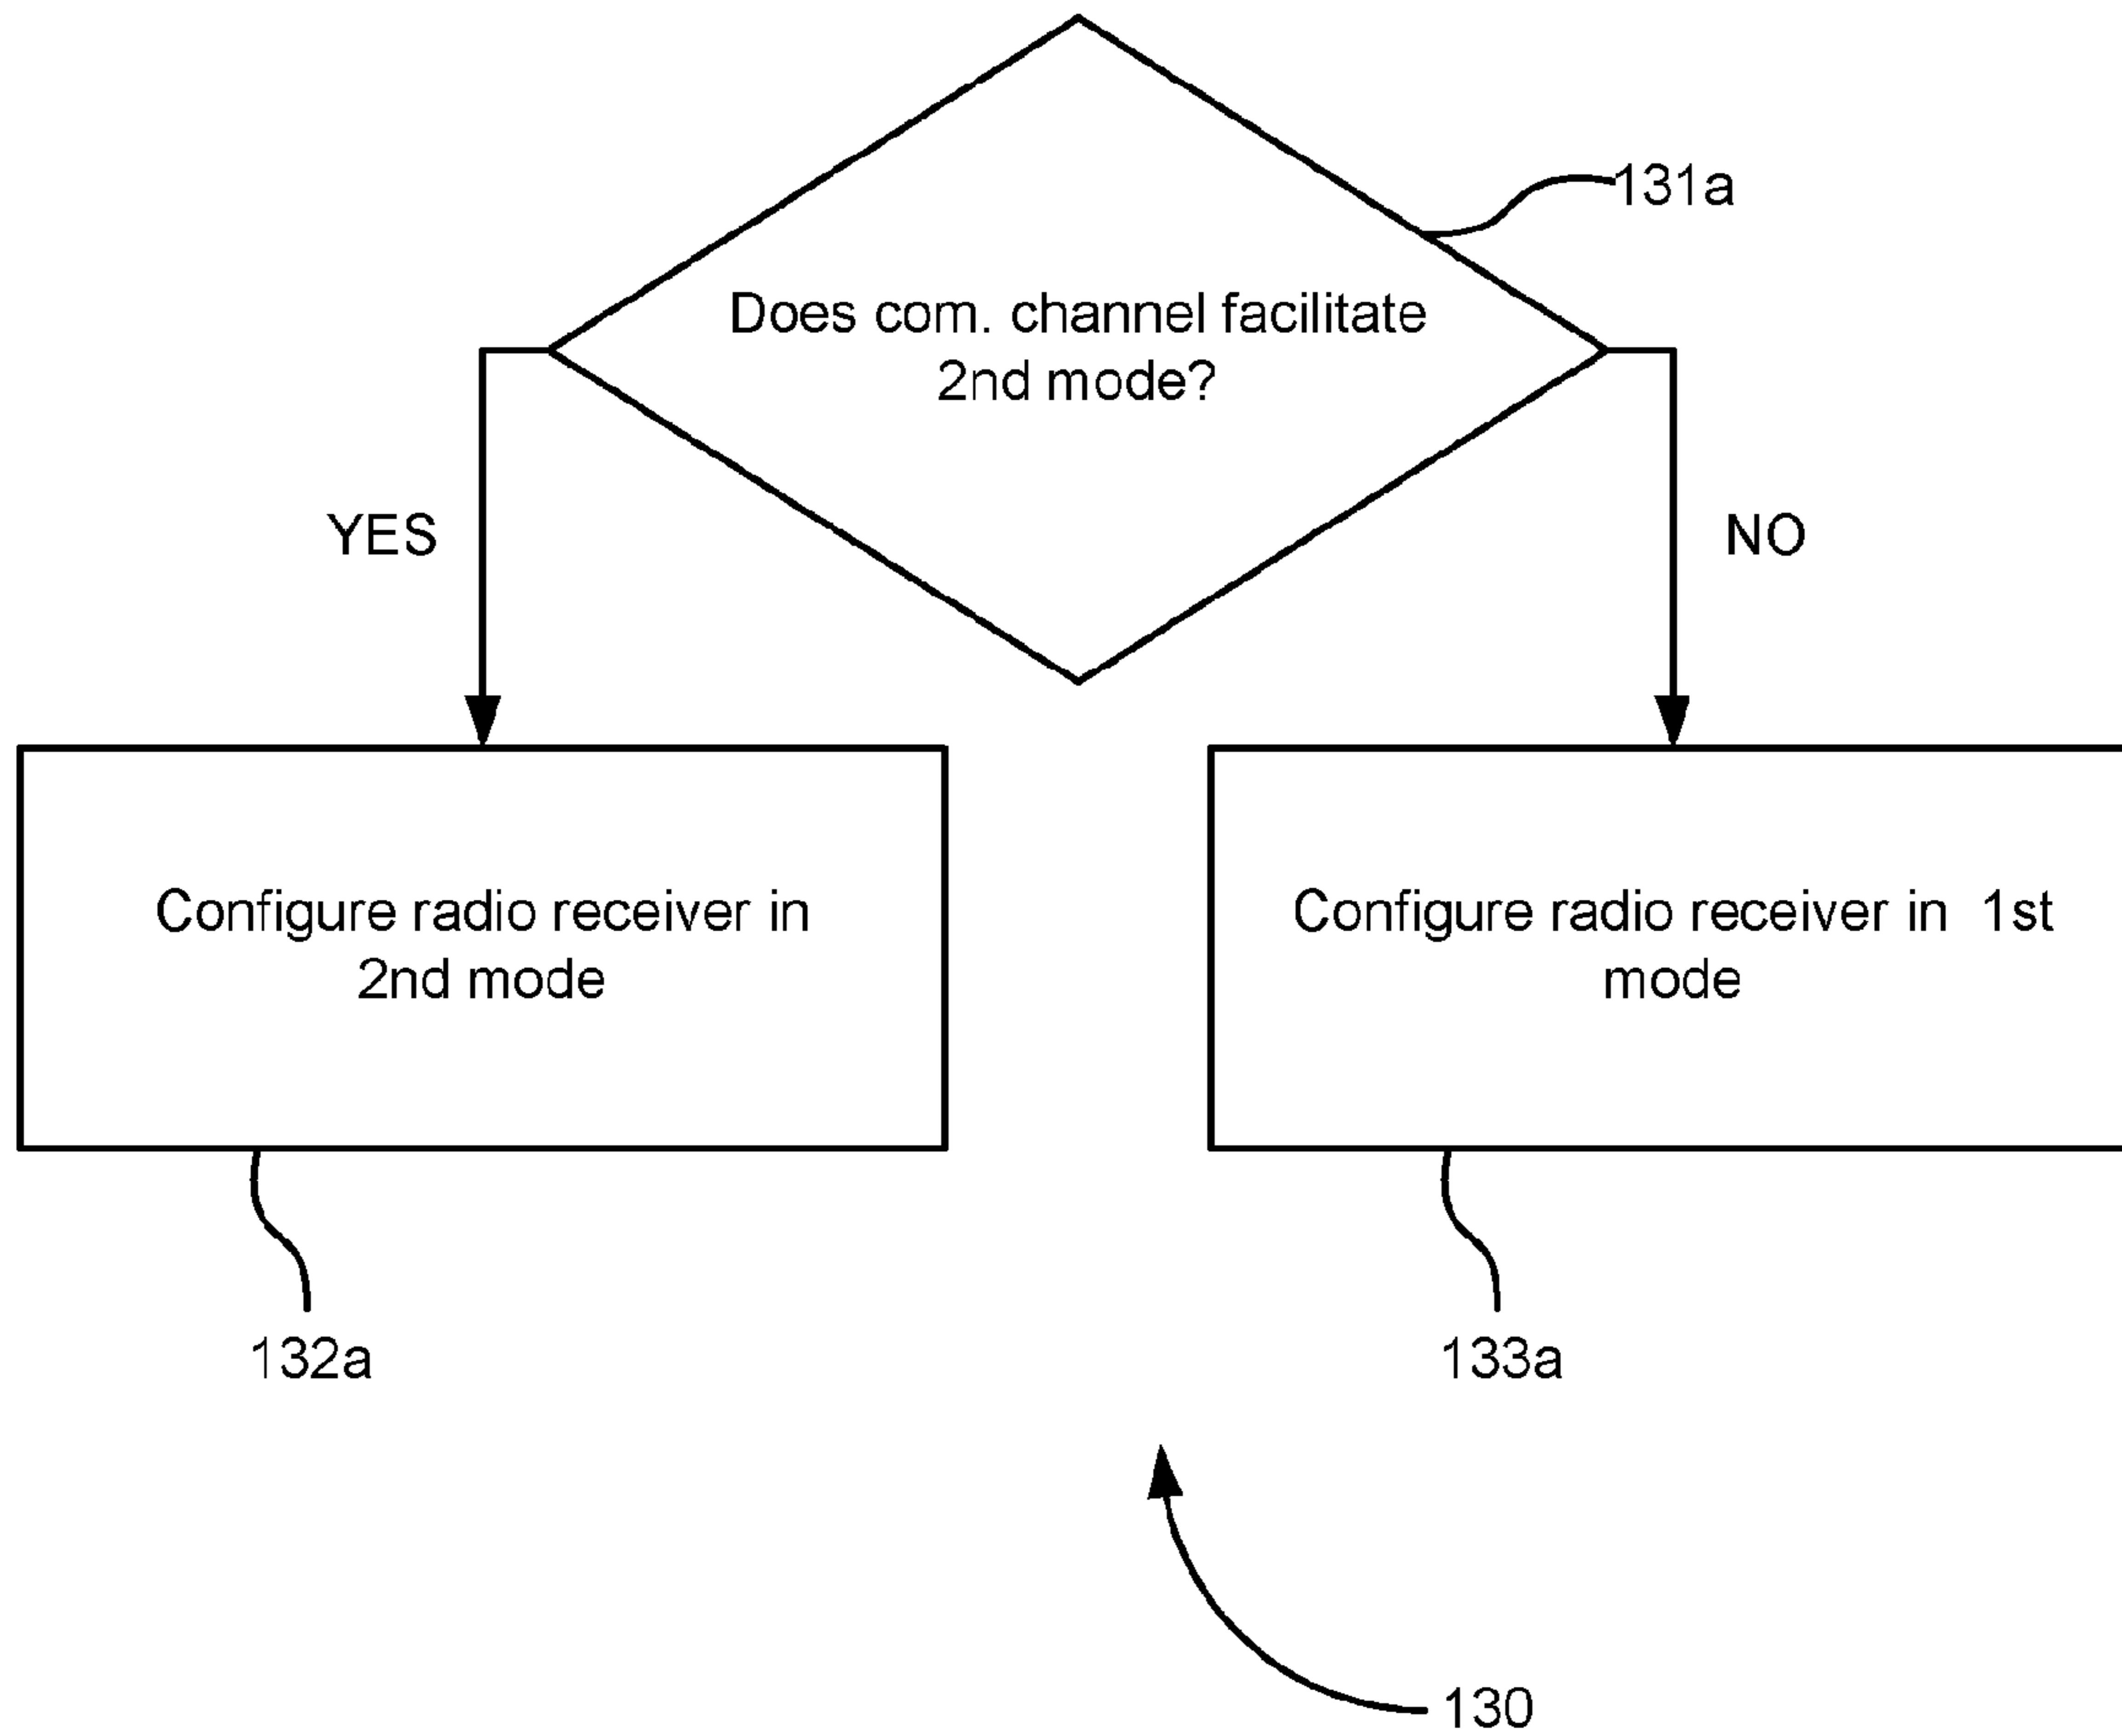 131a
Does com. channel facilitate
2nd mode?
YES
NO
Configure radio receiver in
2nd mode
Configure radio receiver in 1st
mode
132a
133a
130